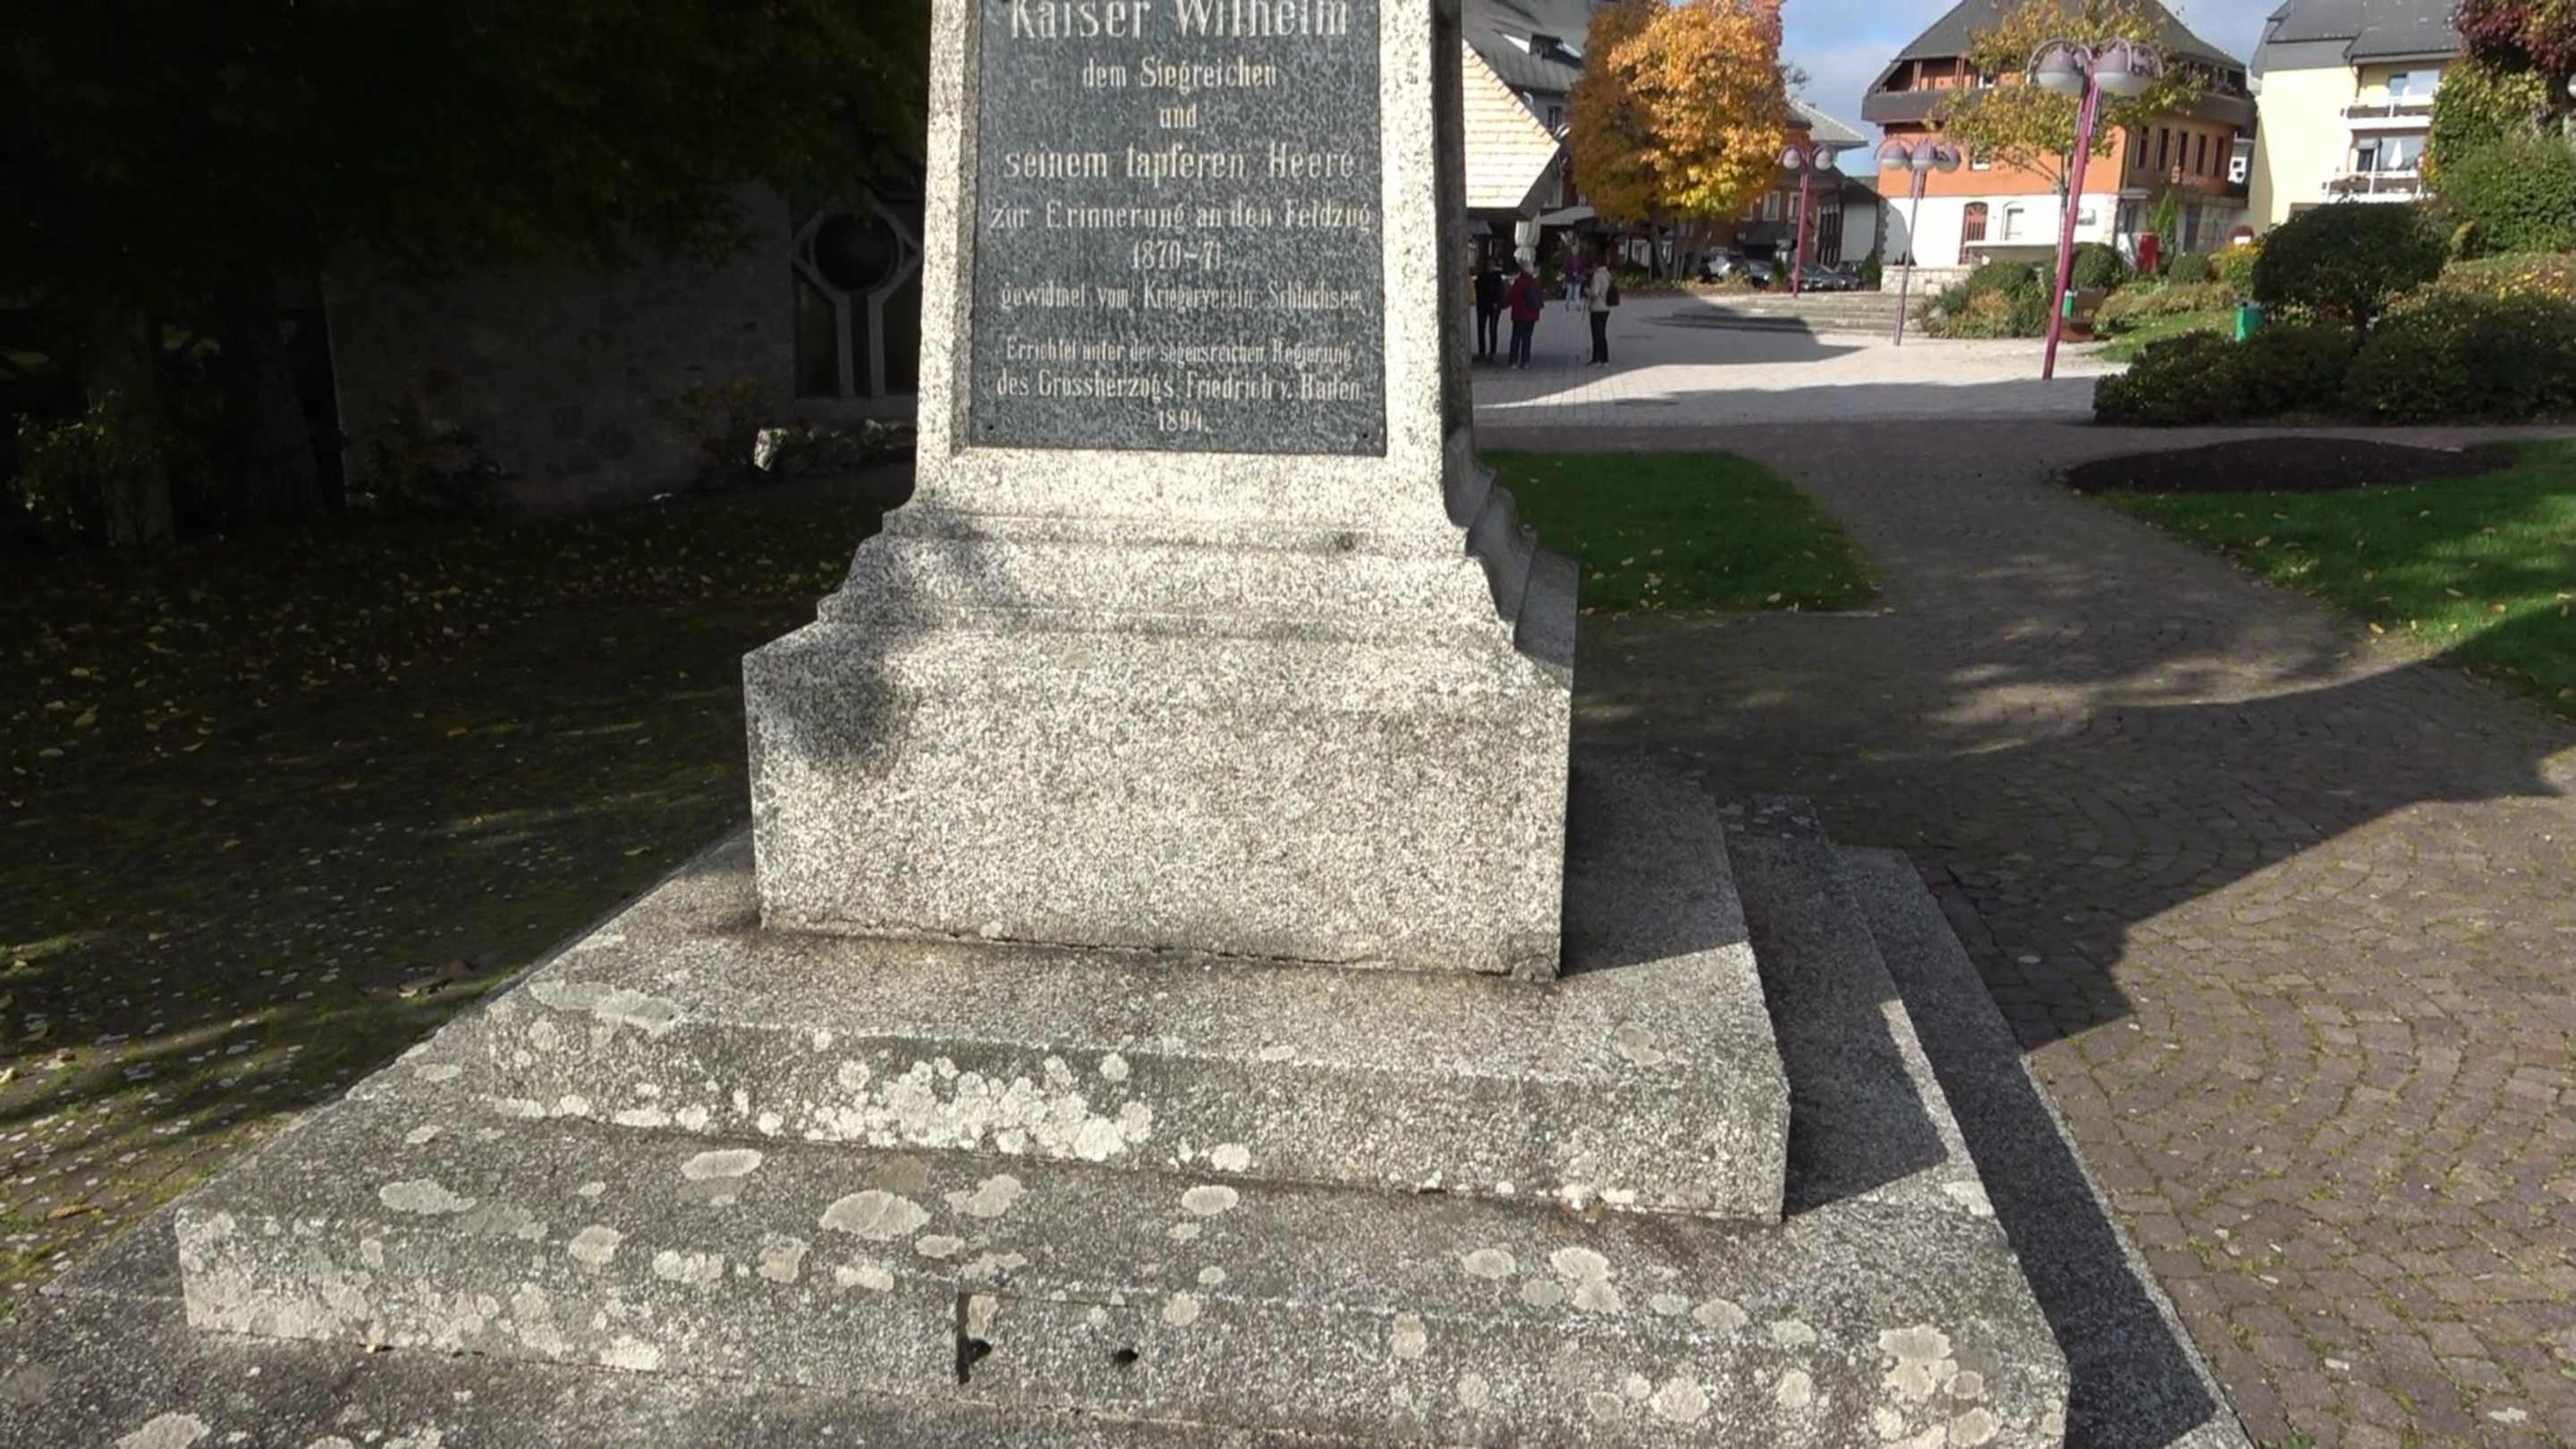 Kaiser Wilhelm
dem Siegreichen
und
seinem tapferen Heere
zur Erinnerung an den Feldzug
1870-71
gewidmet vom Kriegerverein Schluchsee
Errichtet unter der segensreichen Regierung
des Grossherzogs Friedrich v. Baden
1894.